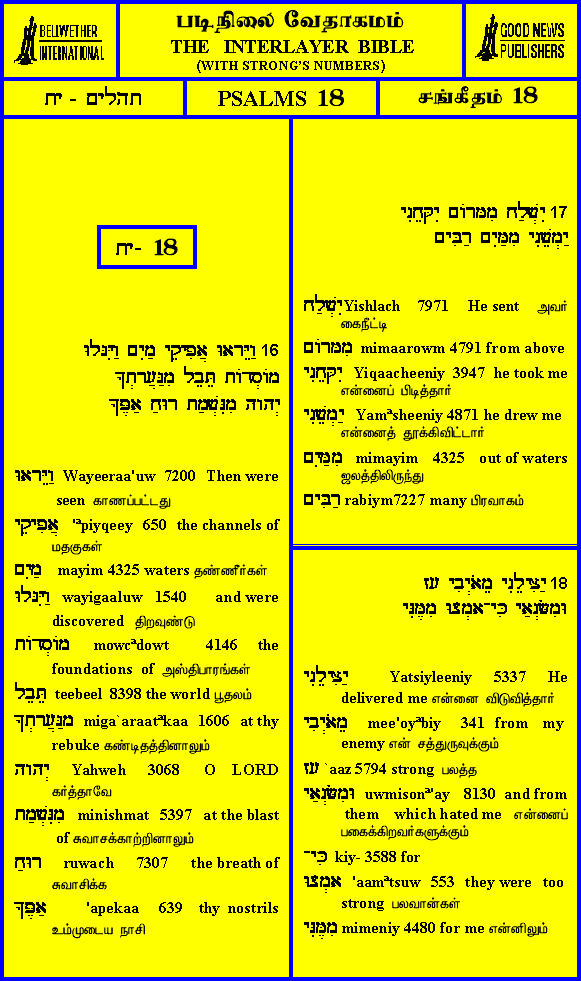 BELLWETHER
INTERNATIONAL
படிநிலை வேதாகமம்
THE INTERLAYER BIBLE
(WITH STRONG'S NUMBERS)
GOOD NEWS
PUBLISHERS
תהלים - יח
PSALMS 18
சங்கீதம் 18
יח- 18
16 וַיֵּרָאוּ אֲפִיקֵי מַיִם וַיִּגָּלוּ
מוֹסְדוֹת תֵּבֵל מִגַּעֲרָתְךָ
יְהוה מִנִּשְׁמַת רוּחַ אַפֶּךָ
וַיֵּרָאוּ Wayeeraa'uw 7200 Then were
seen காணப்பட்டது
אֲפִיקֵי 'ªpiyqeey 650 the channels of
மதகுகள்
מַיִם mayim 4325 waters தண்ணீர்கள்
וַיִּגָּלוּ wayigaaluw 1540 and were
discovered திறவுண்டு
מוֹסְדוֹת mowcªdowt 4146 the
foundations of அஸ்திபாரங்கள்
תֵּבֵל teebeel 8398 the world பூதலம்
מִגַּעֲרָתְךָ miga`araatªkaa 1606 at thy
rebuke கண்டிதத்தினாலும்
יְהוה Yahweh 3068 O LORD
கர்த்தாவே
מִנִּשְׁמַת minishmat 5397 at the blast
of சுவாசக்காற்றினாலும்
רוּחַ ruwach 7307 the breath of
சுவாசிக்க
אַפֶּךָ 'apekaa 639 thy nostrils
உம்முடைய நாசி
17 יִשְׁלַח מִמָּרוֹם יִקָּחֵנִי
יַמְשֵׁנִי מִמַּיִם רַבִּים
יִשְׁלַח Yishlach 7971 He sent அவர்
கைநீட்டி
מִמָּרוֹם mimaarowm 4791 from above
יִקָּחֵנִי Yiqaacheeniy 3947 he took me
என்னைப் பிடித்தார்
יַמְשֵׁנִי Yamªsheeniy 4871 he drew me
என்னைத் தூக்கிவிட்டார்
מִמַּיִם mimayim 4325 out of waters
ஜலத்திலிருந்து
רַבִּים rabiym7227 many பிரவாகம்
18 יַצִּילֵנִי מֵאֹיְבִי עָז
וּמִשֹּׂנְאַי כִּי־אָמְצוּ מִמֶּנִּי
יַצִּילֵנִי Yatsiyleeniy 5337 He
delivered me என்னை விடுவித்தார்
מֵאֹיְבִי mee'oyªbiy 341 from my
enemy என் சத்துருவுக்கும்
עָז `aaz 5794 strong பலத்த
וּמִשֹּׂנְאַי uwmisonª'ay 8130 and from
them which hated me என்னைப்
பகைக்கிறவர்களுக்கும்
כִּי־ kiy- 3588 for
אָמְצוּ 'aamªtsuw 553 they were too
strong பலவான்கள்
מִמֶּנִּי mimeniy 4480 for me என்னிலும்